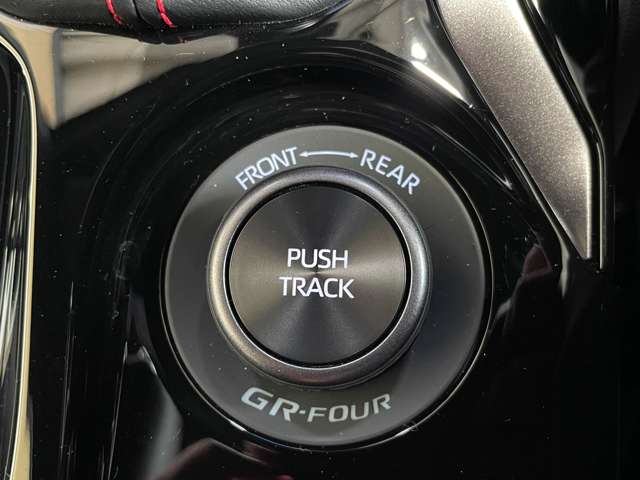 FRONT ↔ REAR
PUSH
TRACK
GR-FOUR